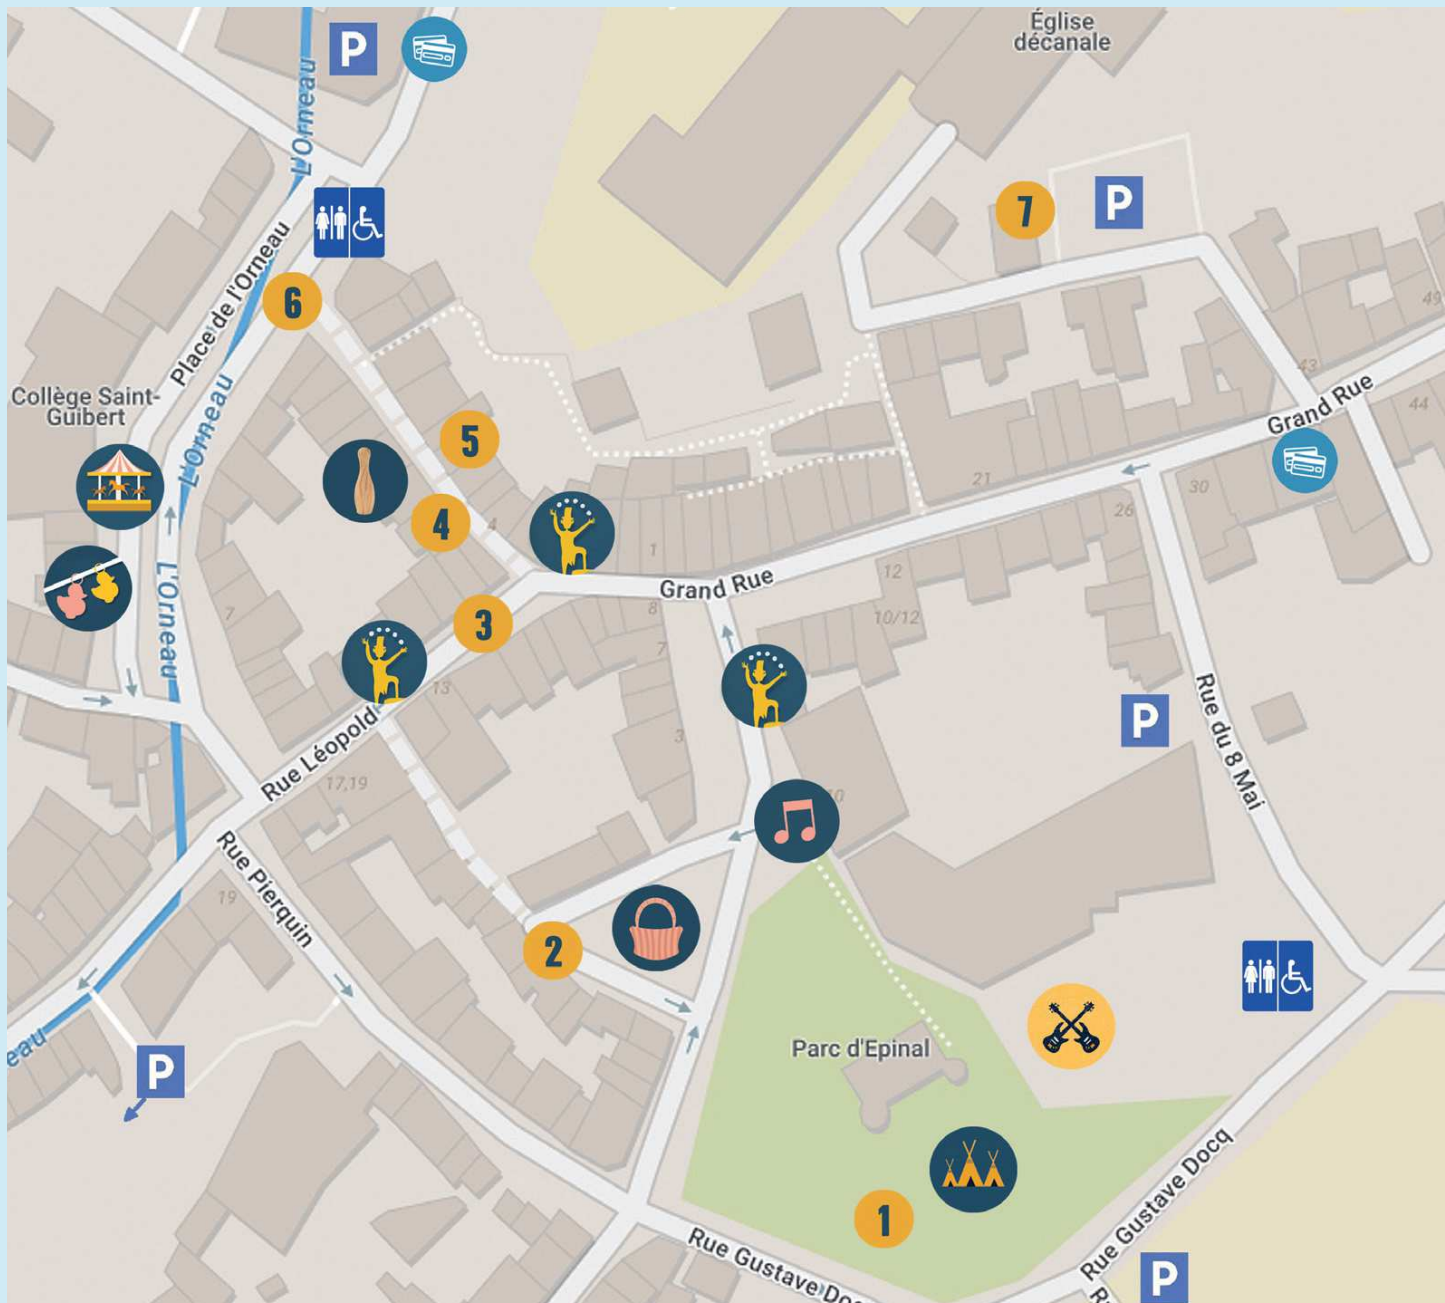 Église
décanale
P
L'Orneau
7
P
Place de l'Orneau
6
49
43
Collège Saint-
Guibert
L'Orneau
44
Grand Rue
5
21
30
4
4
26
1
Grand Rue
12
L'Orneau
7
3
8
10/12
7
13
Rue du 8 Mai
P
3
Rue Léopold
17,19
Rue Pierquin
19
2
Parc d'Epinal
P
1
Rue Gustave Docq
Rue Gustave Doc
P